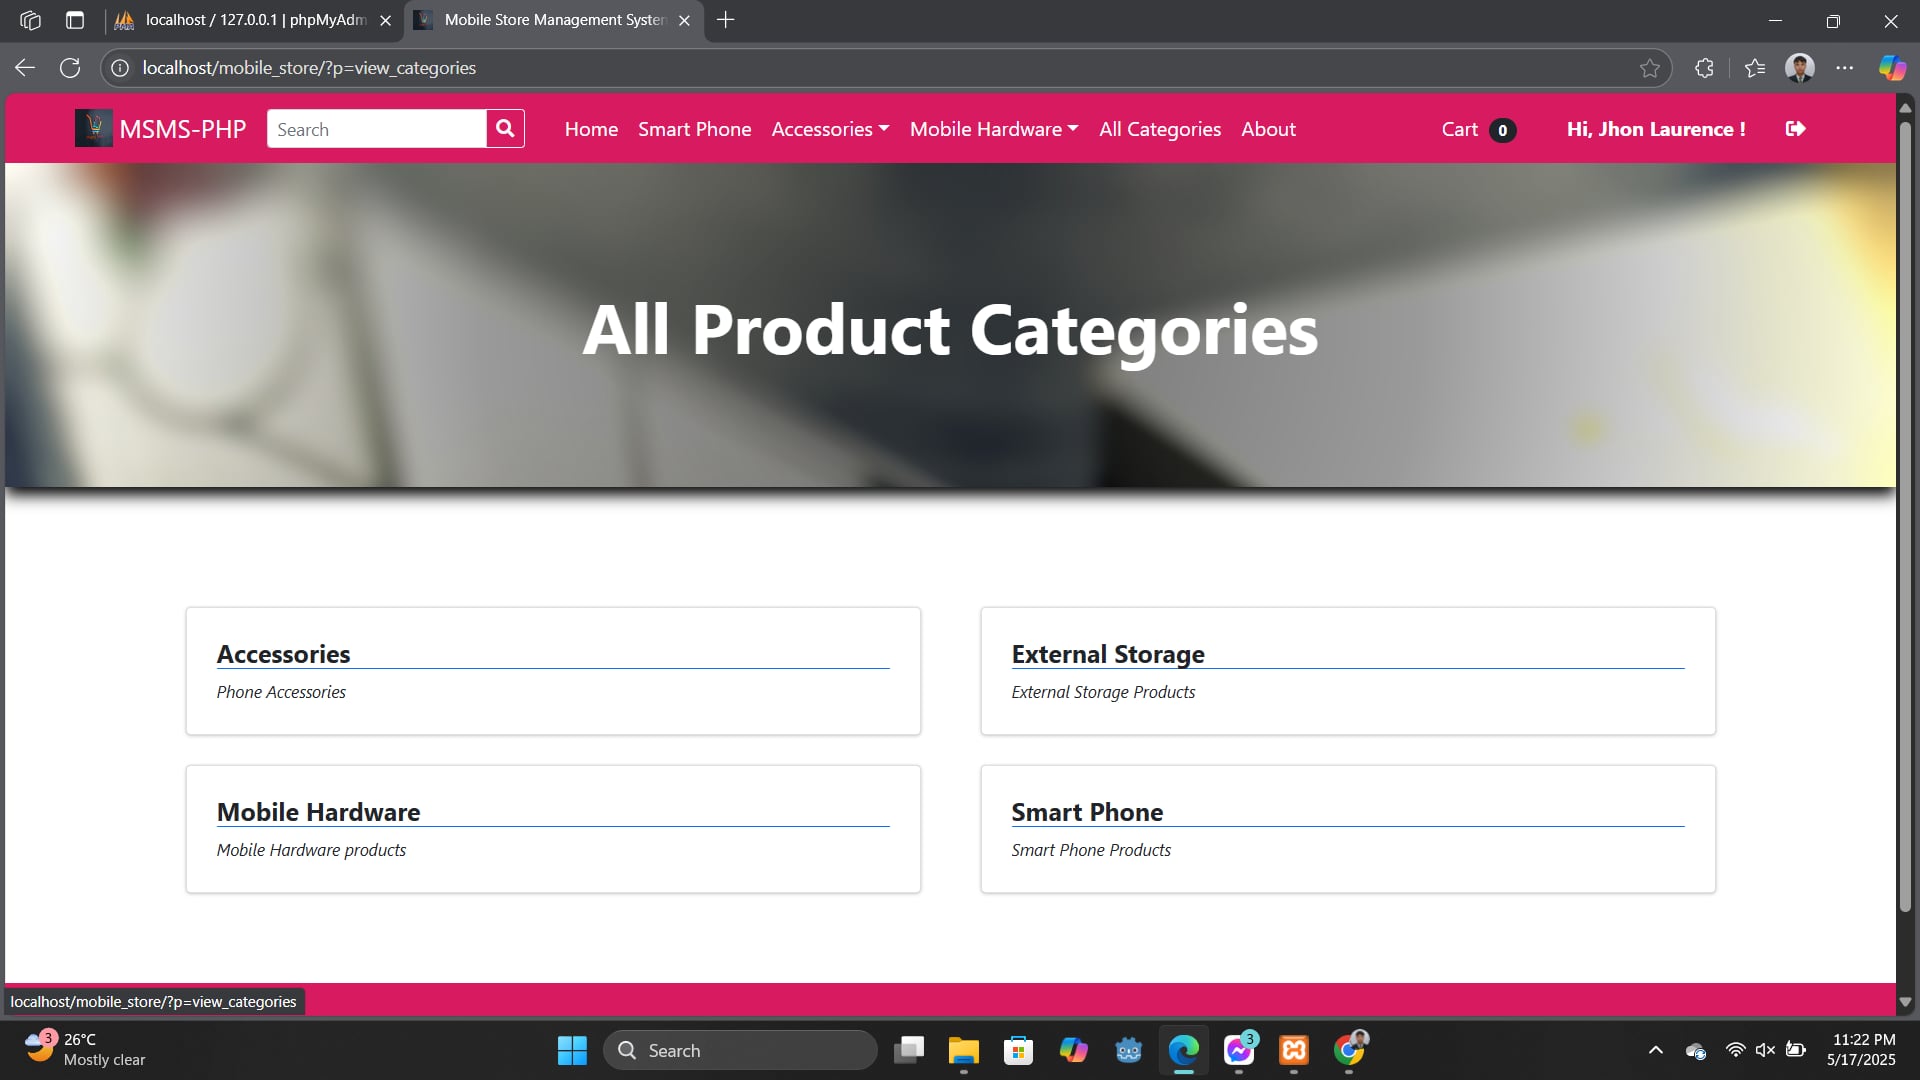 localhost / 127.0.0.1 | phpMyAdm
Mobile Store Management System
localhost/mobile_store/?p=view_categories
MSMS-PHP
Search
Home
Smart Phone
Accessories
Mobile Hardware
All Categories
About
Cart 0
Hi, Jhon Laurence !
All Product Categories
Accessories
Phone Accessories
External Storage
External Storage Products
Mobile Hardware
Mobile Hardware products
Smart Phone
Smart Phone Products
localhost/mobile_store/?p=view_categories
3
26°C
Mostly clear
Search
3
11:22 PM
5/17/2025